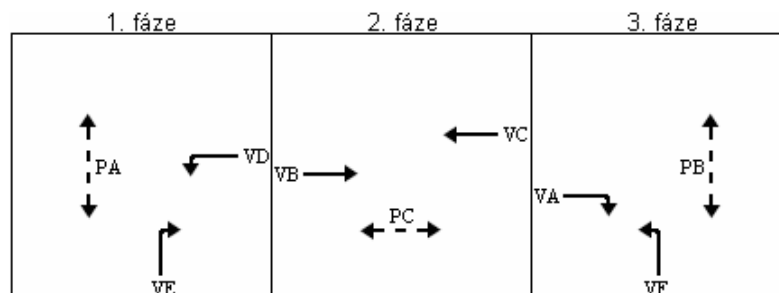 1. fáze 2. fáze 3. fáze
VC
VD
PA PB
VB
VA
PC
VE VF